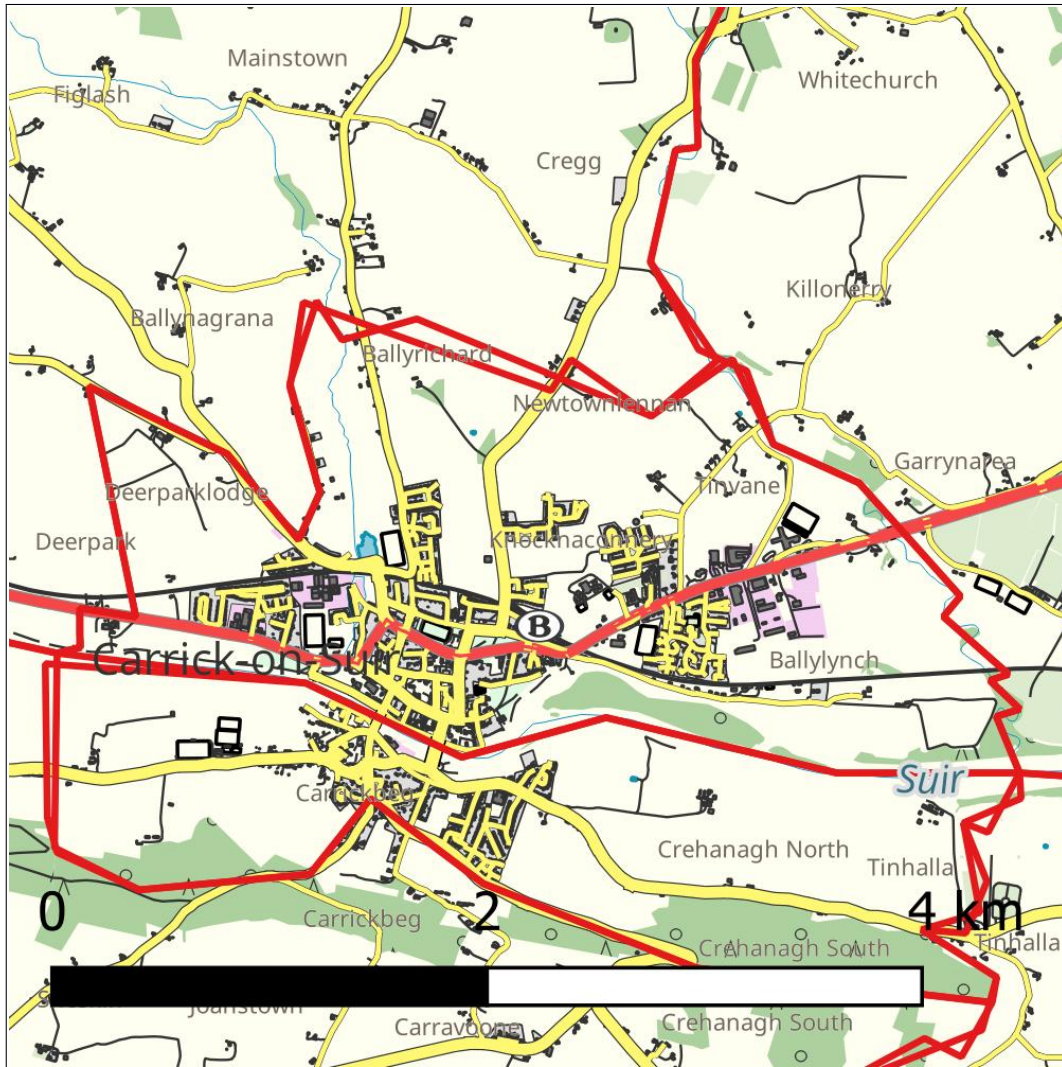 Mainstown
Whitechurch
Figlash
Cregg
Killonerry
Ballynagrana
Ballyrichard
Newtownlennan
Garrynarea
Tinvane
Deerparklodge
Deerpark
Knocknaconnery
B
Carrick-on-Suir
Ballylynch
Suir
Carrickbeg
Crehanagh North
Tinhalla
0
2
4 km
Carrickbeg
Crehanagh South
Tinhalla
Joanstown
Carravoone
Crehanagh South